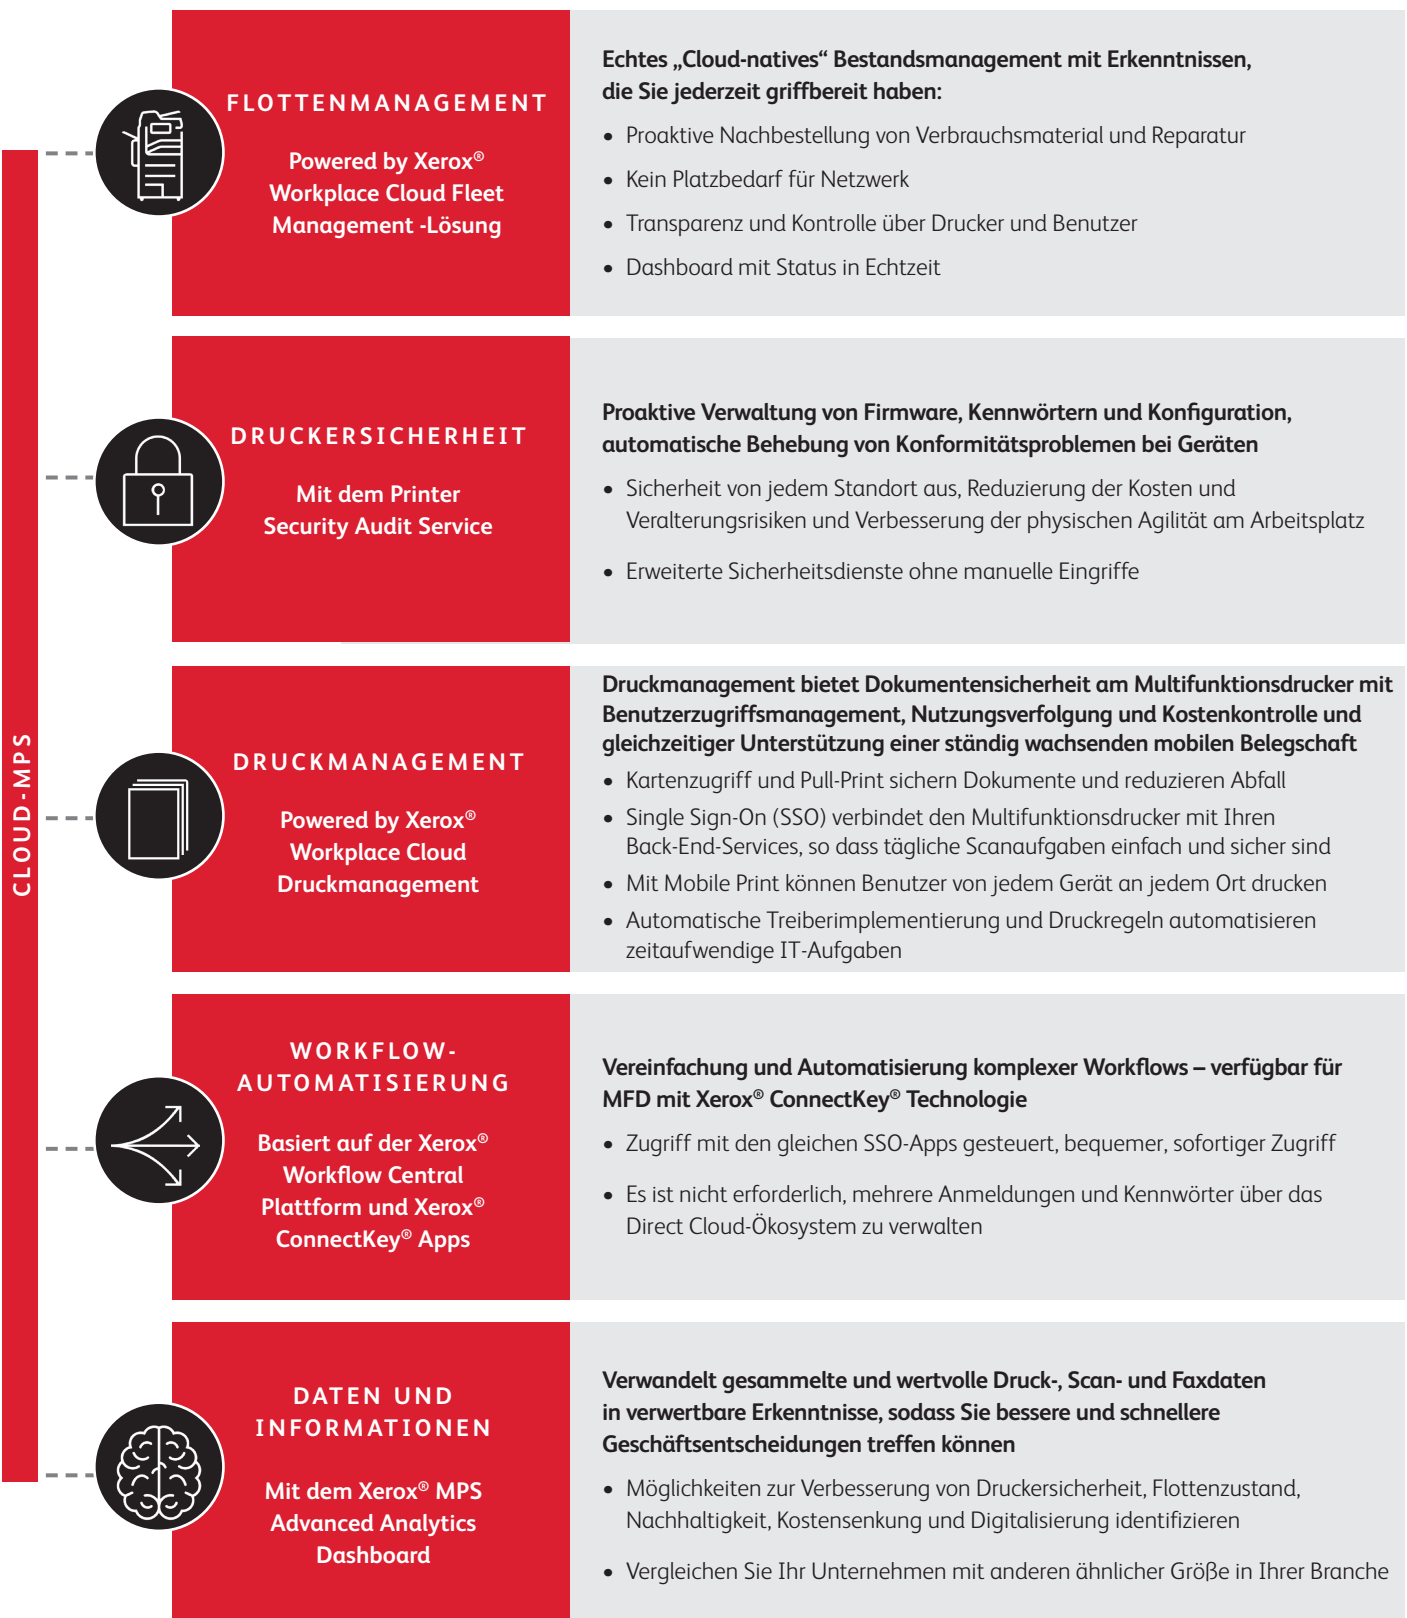 CLOUD-MPS
FLOTTENMANAGEMENT
Powered by Xerox®
Workplace Cloud Fleet
Management -Lösung
Echtes „Cloud-natives“ Bestandsmanagement mit Erkenntnissen,
die Sie jederzeit griffbereit haben:
• Proaktive Nachbestellung von Verbrauchsmaterial und Reparatur
• Kein Platzbedarf für Netzwerk
• Transparenz und Kontrolle über Drucker und Benutzer
• Dashboard mit Status in Echtzeit
DRUCKERSICHERHEIT
Mit dem Printer
Security Audit Service
Proaktive Verwaltung von Firmware, Kennwörtern und Konfiguration,
automatische Behebung von Konformitätsproblemen bei Geräten
• Sicherheit von jedem Standort aus, Reduzierung der Kosten und
Veralterungsrisiken und Verbesserung der physischen Agilität am Arbeitsplatz
• Erweiterte Sicherheitsdienste ohne manuelle Eingriffe
DRUCKMANAGEMENT
Powered by Xerox®
Workplace Cloud
Druckmanagement
Druckmanagement bietet Dokumentensicherheit am Multifunktionsdrucker mit
Benutzerzugriffsmanagement, Nutzungsverfolgung und Kostenkontrolle und
gleichzeitiger Unterstützung einer ständig wachsenden mobilen Belegschaft
• Kartenzugriff und Pull-Print sichern Dokumente und reduzieren Abfall
• Single Sign-On (SSO) verbindet den Multifunktionsdrucker mit Ihren
Back-End-Services, so dass tägliche Scanaufgaben einfach und sicher sind
• Mit Mobile Print können Benutzer von jedem Gerät an jedem Ort drucken
• Automatische Treiberimplementierung und Druckregeln automatisieren
zeitaufwendige IT-Aufgaben
WORKFLOW-
AUTOMATISIERUNG
Basiert auf der Xerox®
Workflow Central
Plattform und Xerox®
ConnectKey® Apps
Vereinfachung und Automatisierung komplexer Workflows – verfügbar für
MFD mit Xerox® ConnectKey® Technologie
• Zugriff mit den gleichen SSO-Apps gesteuert, bequemer, sofortiger Zugriff
• Es ist nicht erforderlich, mehrere Anmeldungen und Kennwörter über das
Direct Cloud-Ökosystem zu verwalten
DATEN UND
INFORMATIONEN
Mit dem Xerox® MPS
Advanced Analytics
Dashboard
Verwandelt gesammelte und wertvolle Druck-, Scan- und Faxdaten
in verwertbare Erkenntnisse, sodass Sie bessere und schnellere
Geschäftsentscheidungen treffen können
• Möglichkeiten zur Verbesserung von Druckersicherheit, Flottenzustand,
Nachhaltigkeit, Kostensenkung und Digitalisierung identifizieren
• Vergleichen Sie Ihr Unternehmen mit anderen ähnlicher Größe in Ihrer Branche